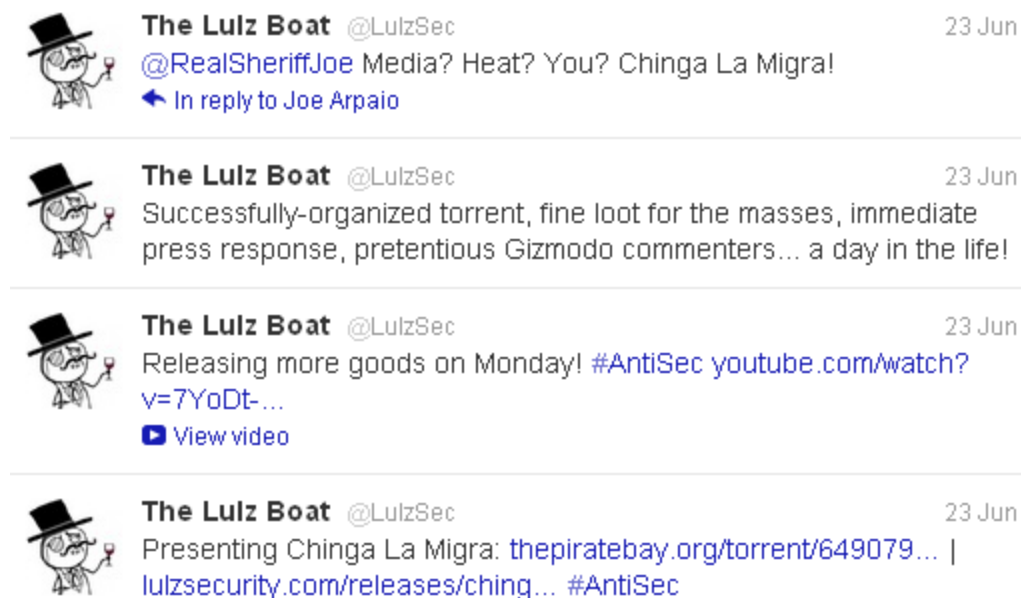 The Lulz Boat @LulzSec 23 Jun
@RealSheriffJoe Media? Heat? You? Chinga La Migra!
In reply to Joe Arpaio
The Lulz Boat @LulzSec 23 Jun
Successfully-organized torrent, fine loot for the masses, immediate
press response, pretentious Gizmodo commenters... a day in the life!
The Lulz Boat @LulzSec 23 Jun
Releasing more goods on Monday! #AntiSec youtube.com/watch?
v=7YoDt-...
View video
The Lulz Boat @LulzSec 23 Jun
Presenting Chinga La Migra: thepiratebay.org/torrent/649079... |
lulzsecurity.com/releases/ching... #AntiSec